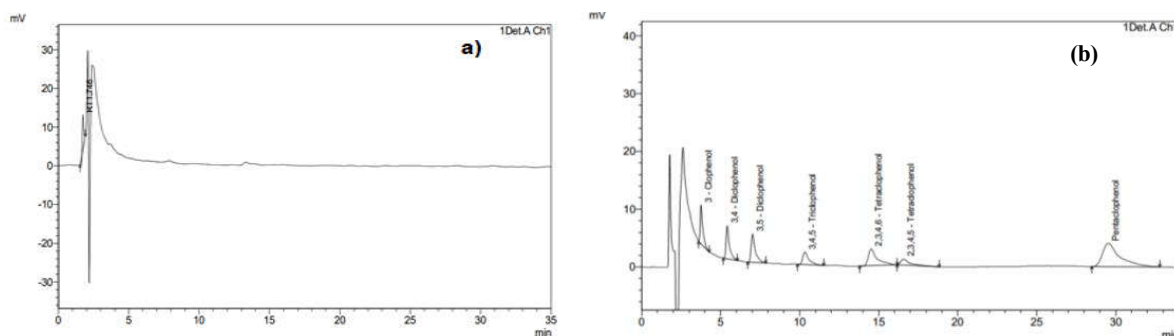 mV
1Det.A Ch1
a)
RT1.746
30
20
10
0
-10
-20
-30
0 5 10 15 20 25 30 35
min
mV
1Det.A Ch1
(b)
40
30
20
10
0
3 - Clophenol
3,4 - Diclophenol
3,5 - Diclophenol
3,4,5 - Triclophenol
2,3,4,6 - Tetraclophenol
2,3,4,5 - Tetraclophenol
Pentaclophenol
0 5 10 15 20 25 30
min